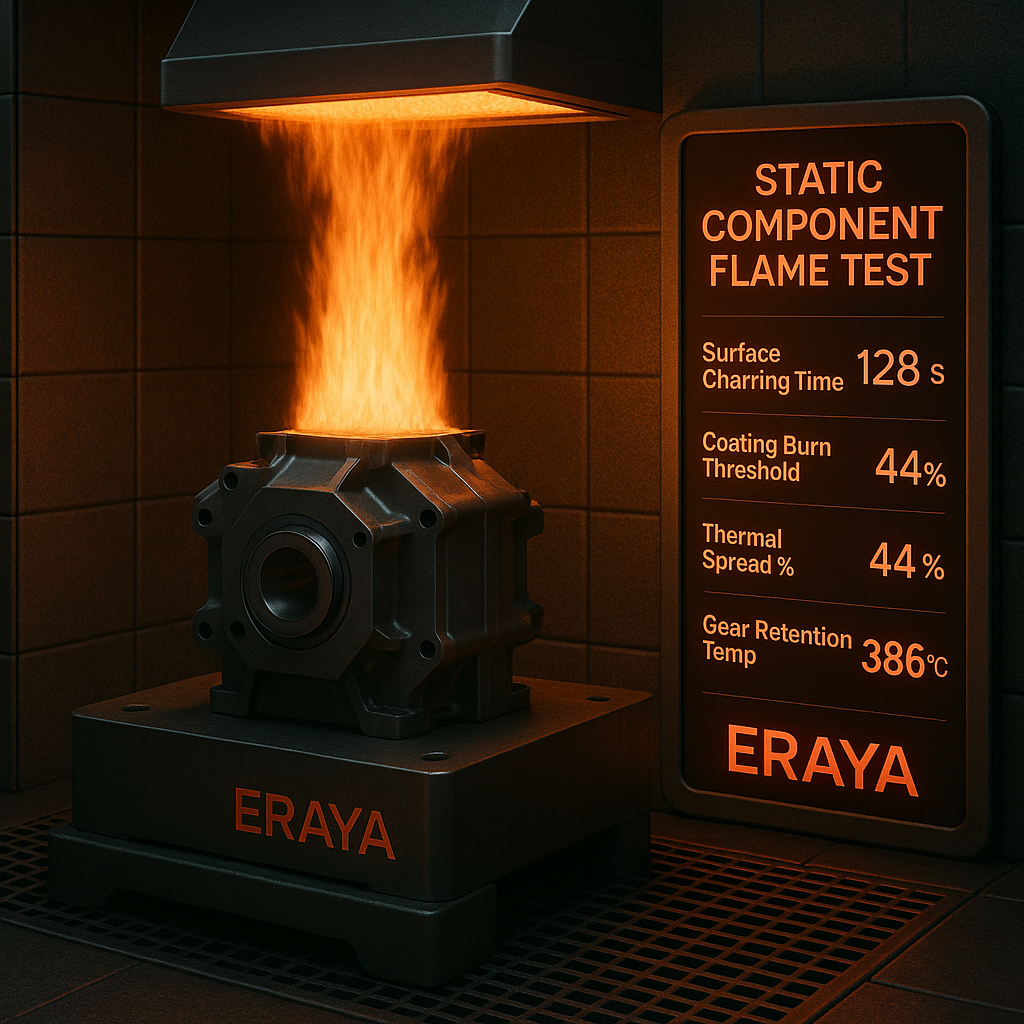 STATIC
COMPONENT
FLAME TEST
Surface
Charring Time 128 s
Coating Burn
Threshold 44%
Thermal
Spread % 44 %
Gear Retention
Temp 386°C
ERAYA
ERAYA